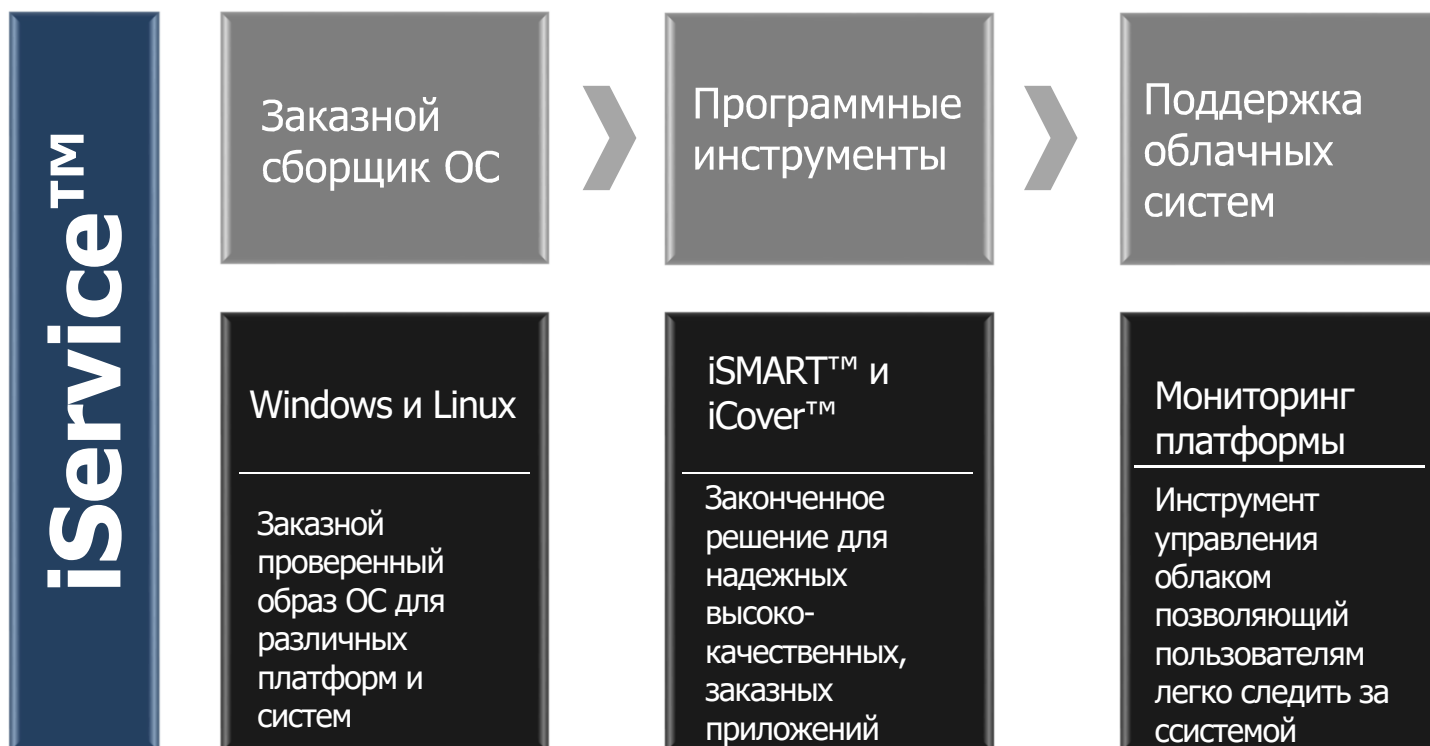 iService™
Заказной
сборщик ОС
Программные
инструменты
Поддержка
облачных
систем
Windows и Linux
Заказной
проверенный
образ ОС для
различных
платформ и
систем
iSMART™ и
iCover™
Законченное
решение для
надежных
высоко-
качественных,
заказных
приложений
Мониторинг
платформы
Инструмент
управления
облаком
позволяющий
пользователям
легко следить за
ссистемой